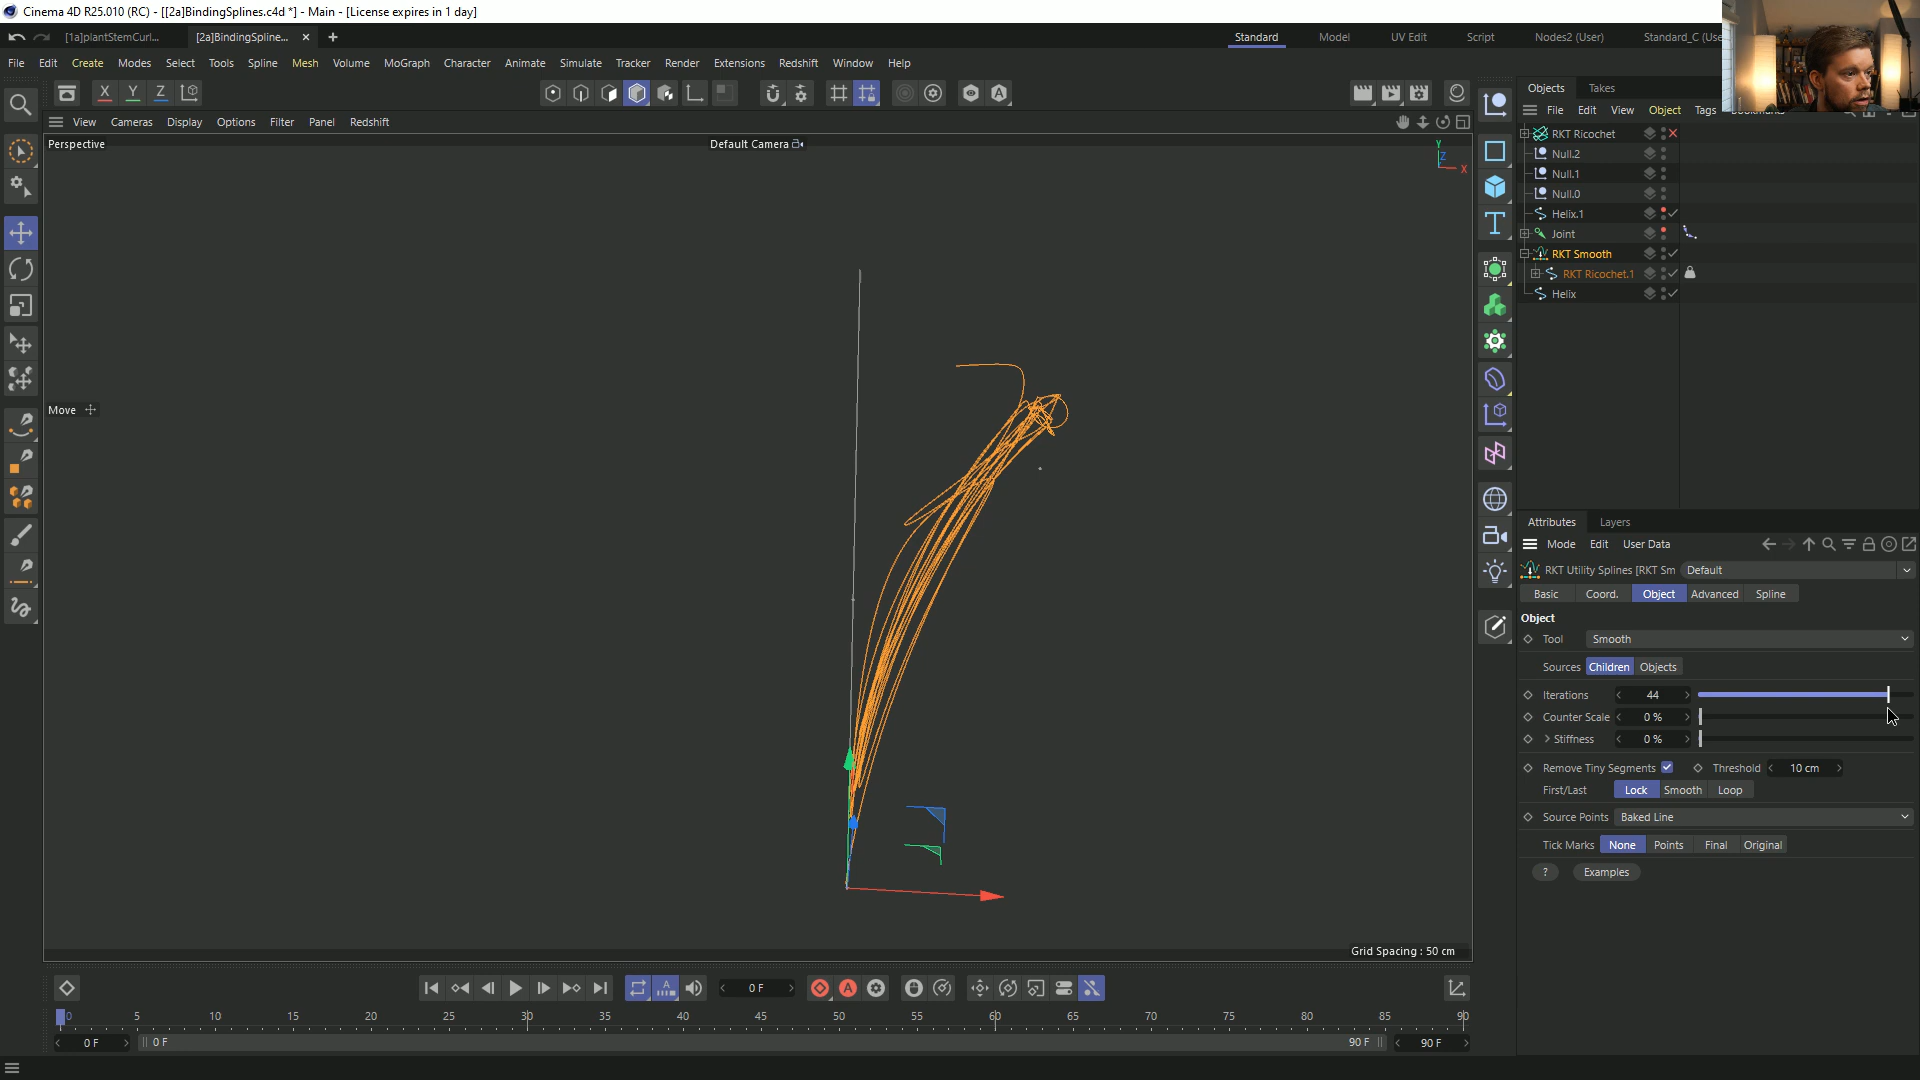 Cinema 4D R25.010 (RC) - [[2a]BindingSplines.c4d *] - Main - [License expires in 1 day]
[1a]plantStemCurl...
[2a]BindingSpline...
Standard
Model
UV Edit
Script
Nodes2 (User)
File Edit Create Modes Select Tools Spline Mesh Volume MoGraph Character Animate Simulate Tracker Render Extensions Redshift Window Help
X Y Z
View Cameras Display Options Filter Panel Redshift
Perspective
Default Camera
Y
Z
X
Move
Grid Spacing : 50 cm
Objects Takes
File Edit View Object Tags
RKT Ricochet
Null.2
Null.1
Null.0
Helix.1
Joint
RKT Smooth
RKT Ricochet.1
Helix
Attributes Layers
Mode Edit User Data
RKT Utility Splines [RKT Sm
Default
Basic Coord. Object Advanced Spline
Object
Tool Smooth
Sources Children Objects
Iterations 44
Counter Scale 0 %
Stiffness 0 %
Remove Tiny Segments Threshold 10 cm
First/Last Lock Smooth Loop
Source Points Baked Line
Tick Marks None Points Final Original
? Examples
0 F
0 5 10 15 20 25 30 35 40 45 50 55 60 65 70 75 80 85 90
0 F 0 F 90 F 90 F